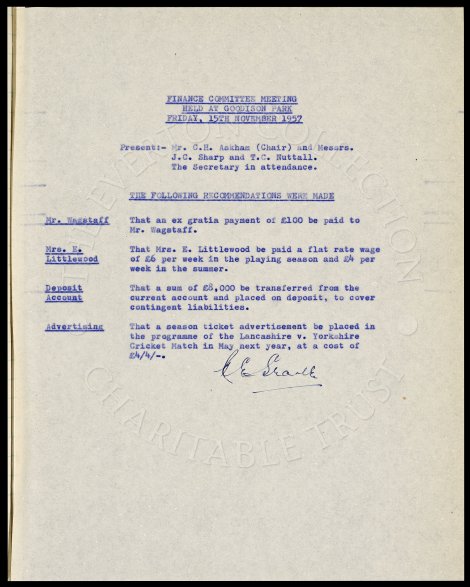 FINANCE COMMITTEE MEETING
HELD AT GOODISON PARK
FRIDAY, 15TH NOVEMBER 1957
Present:- Mr. C.H. Askham (Chair) and Messrs.
J.C. Sharp and T.C. Nuttall.
The Secretary in attendance.
THE FOLLOWING RECOMMENDATIONS WERE MADE
Mr. Wagstaff That an ex gratia payment of £100 be paid to
Mr. Wagstaff.
Mrs. E. That Mrs. E. Littlewood be paid a flat rate wage
Littlewood of £6 per week in the playing season and £4 per
week in the summer.
Deposit That a sum of £8,000 be transferred from the
Account current account and placed on deposit, to cover
contingent liabilities.
Advertising That a season ticket advertisement be placed in
the programme of the Lancashire v. Yorkshire
Cricket Match in May next year, at a cost of
£4/4/-.
EVERTON COLLECTION
CHARITABLE TRUST